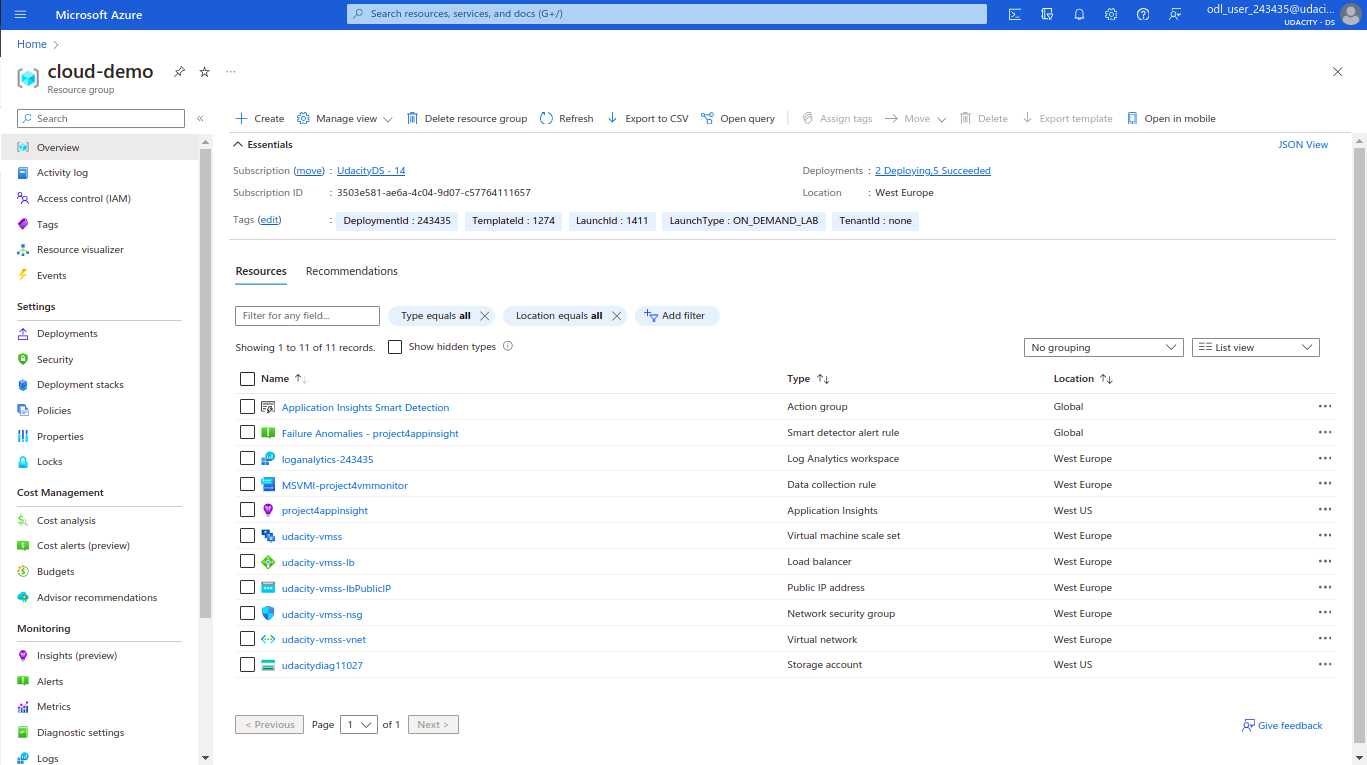 Microsoft Azure
Search resources, services, and docs (G+/)
odl_user_243435@udaci...
UDACITY - DS
Home
cloud-demo
Resource group
Search
Create Manage view Delete resource group Refresh Export to CSV Open query Assign tags Move Delete Export template Open in mobile
Overview
Activity log
Access control (IAM)
Tags
Resource visualizer
Events
Settings
Deployments
Security
Deployment stacks
Policies
Properties
Locks
Cost Management
Cost analysis
Cost alerts (preview)
Budgets
Advisor recommendations
Monitoring
Insights (preview)
Alerts
Metrics
Diagnostic settings
Logs
Essentials
JSON View
Subscription (move) : UdacityDS - 14
Deployments : 2 Deploying,5 Succeeded
Subscription ID : 3503e581-ae6a-4c04-9d07-c57764111657
Location : West Europe
Tags (edit) : DeploymentId : 243435 TemplateId : 1274 LaunchId : 1411 LaunchType : ON_DEMAND_LAB TenantId : none
Resources Recommendations
Filter for any field... Type equals all Location equals all Add filter
Showing 1 to 11 of 11 records. Show hidden types
No grouping List view
Name Type Location
Application Insights Smart Detection Action group Global
Failure Anomalies - project4appinsight Smart detector alert rule Global
loganalytics-243435 Log Analytics workspace West Europe
MSVMI-project4vmmonitor Data collection rule West Europe
project4appinsight Application Insights West US
udacity-vmss Virtual machine scale set West Europe
udacity-vmss-lb Load balancer West Europe
udacity-vmss-lbPublicIP Public IP address West Europe
udacity-vmss-nsg Network security group West Europe
udacity-vmss-vnet Virtual network West Europe
udacitydiag11027 Storage account West US
< Previous Page 1 of 1 Next >
Give feedback